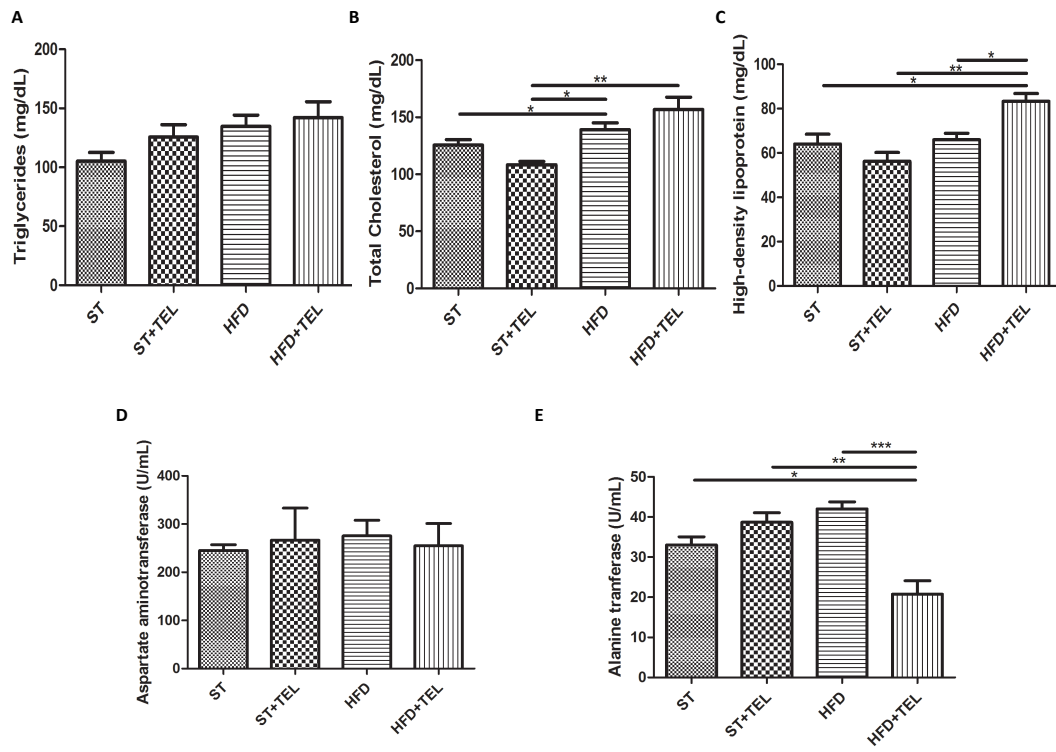 A
Triglycerides (mg/dL)
200
150
100
50
0
ST
ST+TEL
HFD
HFD+TEL
B
Total Cholesterol (mg/dL)
200
150
100
50
0
**
*
*
ST
ST+TEL
HFD
HFD+TEL
C
High-density lipoprotein (mg/dL)
100
80
60
40
20
0
*
**
*
ST
ST+TEL
HFD
HFD+TEL
D
Aspartate aminotransferase (U/mL)
400
300
200
100
0
ST
ST+TEL
HFD
HFD+TEL
E
Alanine tranferase (U/mL)
50
40
30
20
10
0
***
**
*
ST
ST+TEL
HFD
HFD+TEL